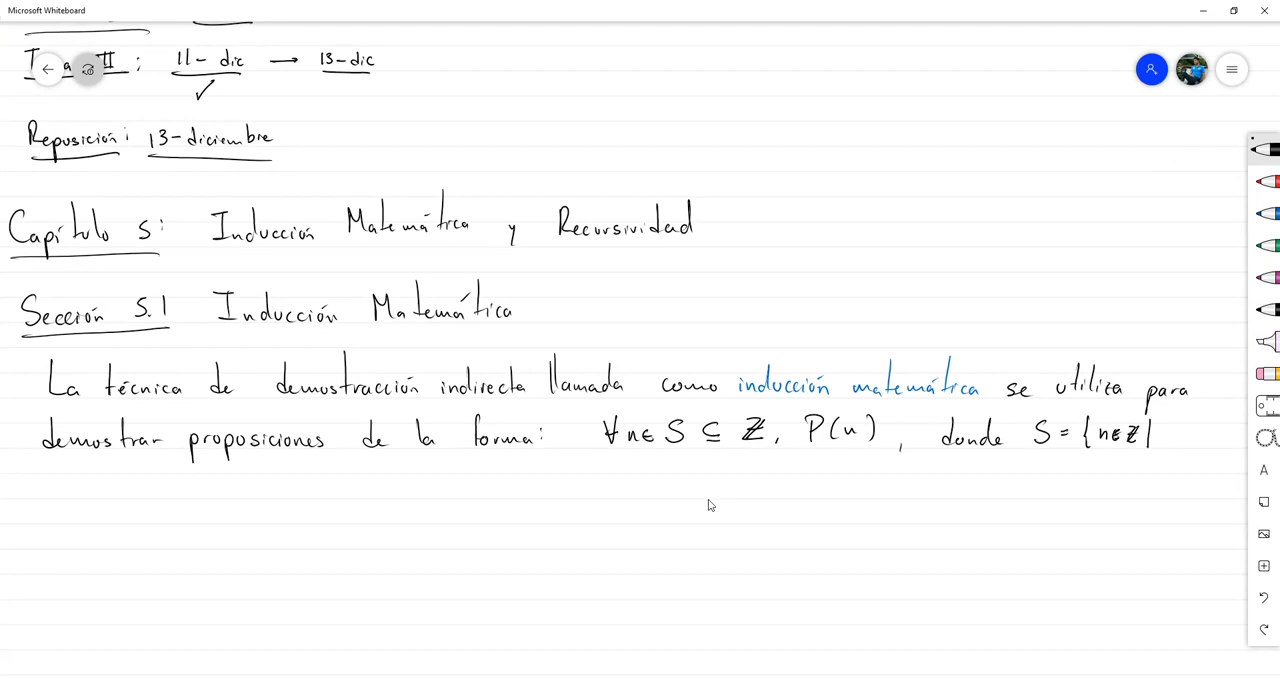 Microsoft Whiteboard
II : 11 - dic → 13 - dic
✓
Reposición: 13 - diciembre
Capítulo 5: Inducción Matemática y Recursividad
Sección 5.1 Inducción Matemática
La técnica de demostracción indirecta llamada como inducción matemática se utiliza para
demostrar proposiciones de la forma: ∀ n ∈ S ⊆ ℤ, P(n), donde S = { n ∈ ℤ |